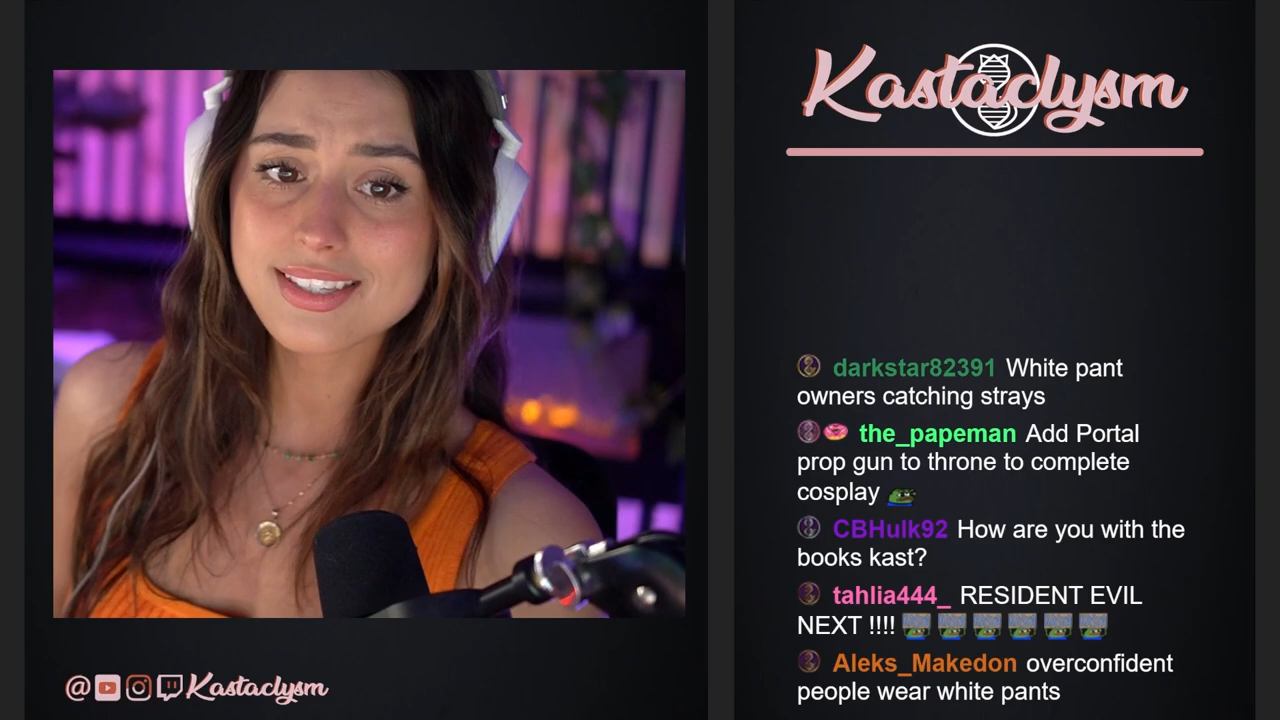 Kastaclysm
darkstar82391 White pant
owners catching strays
the_papeman Add Portal
prop gun to throne to complete
cosplay
CBHulk92 How are you with the
books kast?
tahlia444_ RESIDENT EVIL
NEXT !!!!
Aleks_Makedon overconfident
people wear white pants
@ Kastaclysm